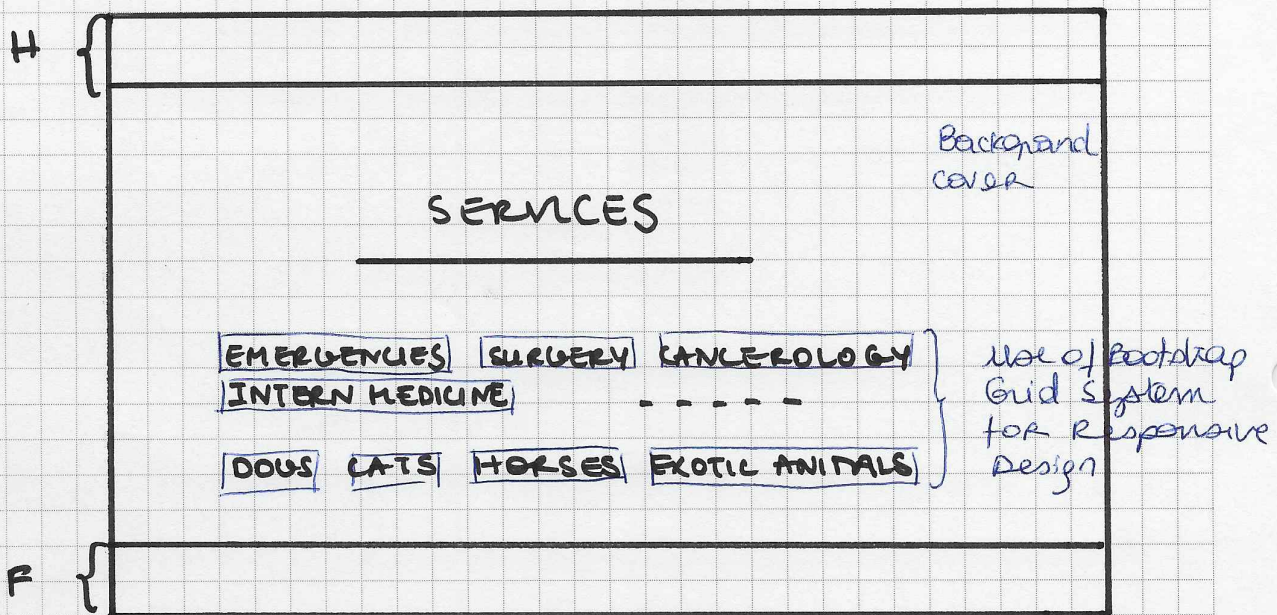 H
Background
cover
SERVICES
EMERGENCIES SURGERY CANCEROLOGY
INTERN MEDICINE - - - - -
DOGS CATS HORSES EXOTIC ANIMALS
Use of Bootstrap
Grid System
for Responsive
Design
F